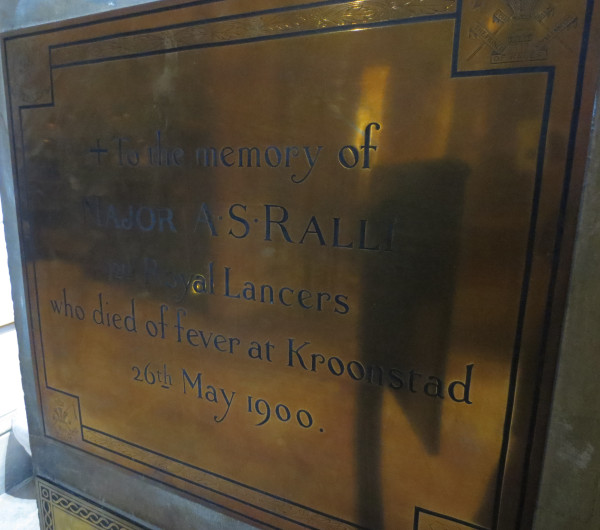 + To the memory of
MAJOR A·S·RALLI
Royal Lancers
who died of fever at Kroonstad
26th May 1900.